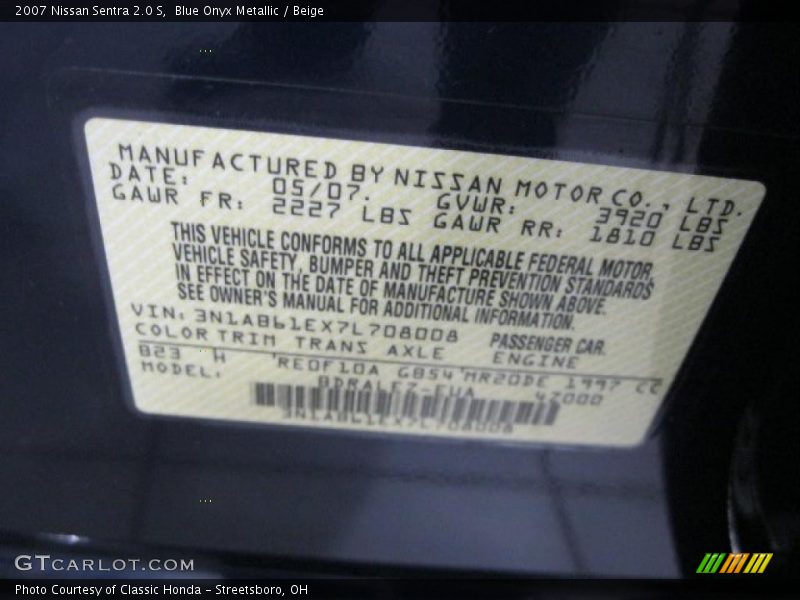 2007 Nissan Sentra 2.0 S, Blue Onyx Metallic / Beige
MANUFACTURED BY NISSAN MOTOR CO., LTD.
DATE: 05/07. GVWR: 3920 LBS
GAWR FR: 2227 LBS GAWR RR: 1810 LBS
THIS VEHICLE CONFORMS TO ALL APPLICABLE FEDERAL MOTOR
VEHICLE SAFETY, BUMPER AND THEFT PREVENTION STANDARDS
IN EFFECT ON THE DATE OF MANUFACTURE SHOWN ABOVE.
SEE OWNER'S MANUAL FOR ADDITIONAL INFORMATION.
VIN: 3N1AB61EX7L708008 PASSENGER CAR.
COLOR TRIM TRANS AXLE ENGINE
B23 H RE0F10A GB54 MR20DE 1997 CC
MODEL: BDRALEZ-EUA 42000
3N1AB61EX7L708008
GTCARLOT.COM
Photo Courtesy of Classic Honda - Streetsboro, OH